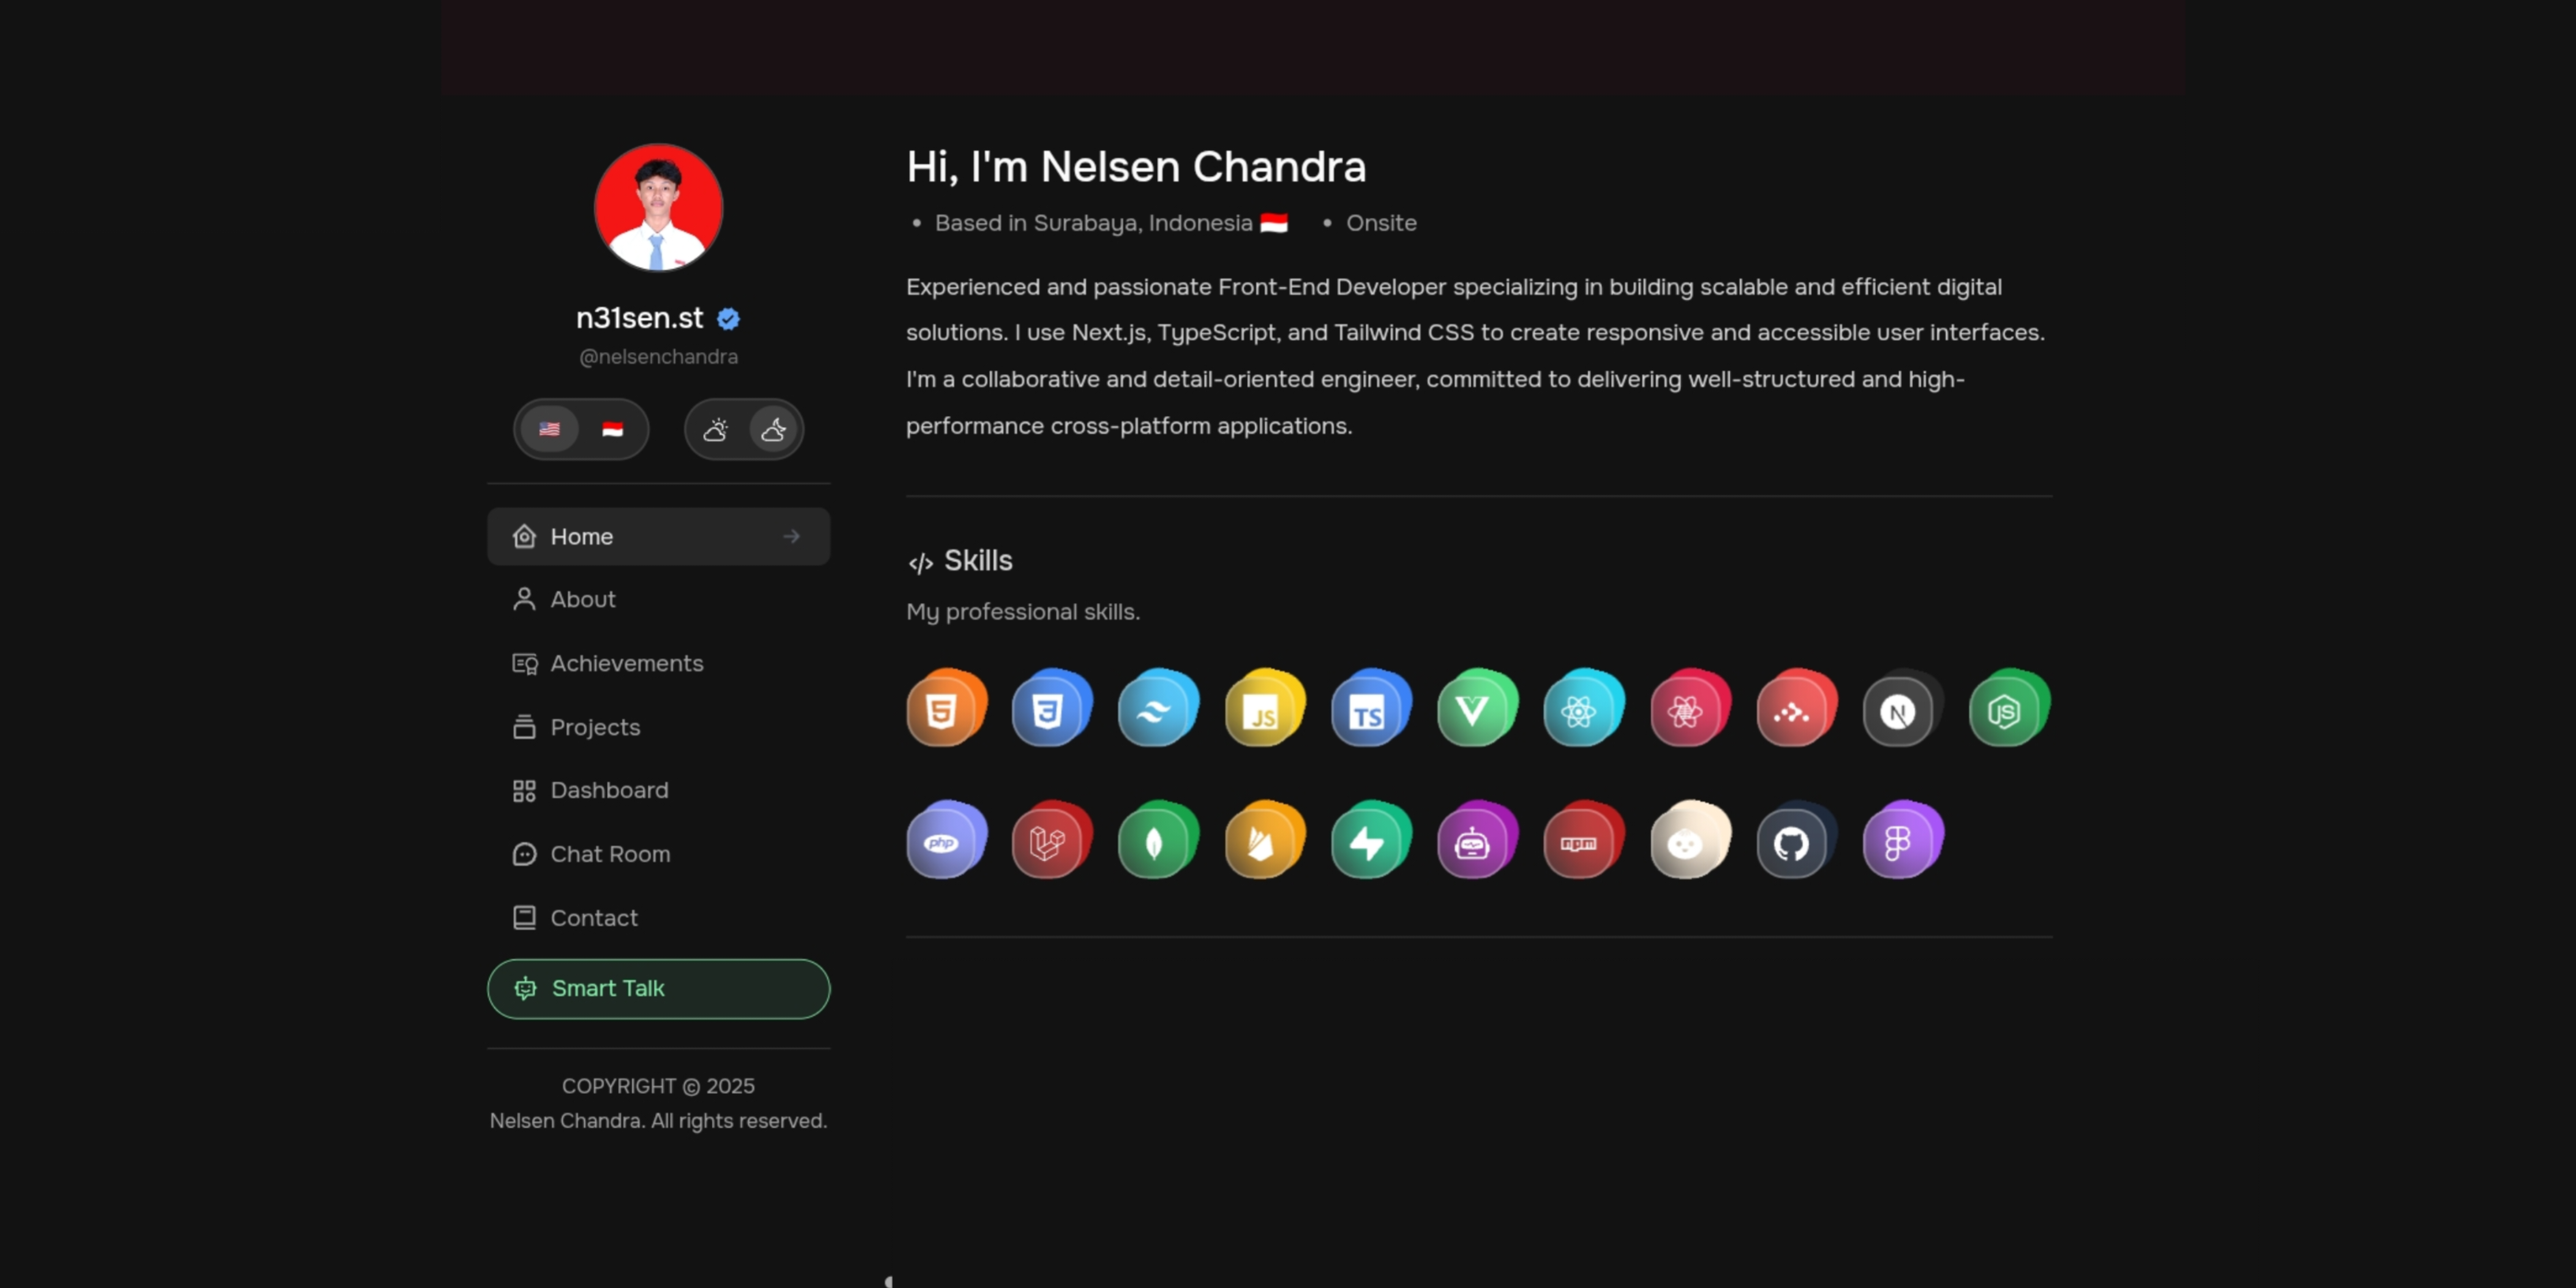 n31sen.st
@nelsenchandra
Home
About
Achievements
Projects
Dashboard
Chat Room
Contact
Smart Talk
COPYRIGHT © 2025
Nelsen Chandra. All rights reserved.
Hi, I'm Nelsen Chandra
• Based in Surabaya, Indonesia 🇮🇩 • Onsite
Experienced and passionate Front-End Developer specializing in building scalable and efficient digital
solutions. I use Next.js, TypeScript, and Tailwind CSS to create responsive and accessible user interfaces.
I'm a collaborative and detail-oriented engineer, committed to delivering well-structured and high-
performance cross-platform applications.
</> Skills
My professional skills.
5 3 JS TS N JS
php npm